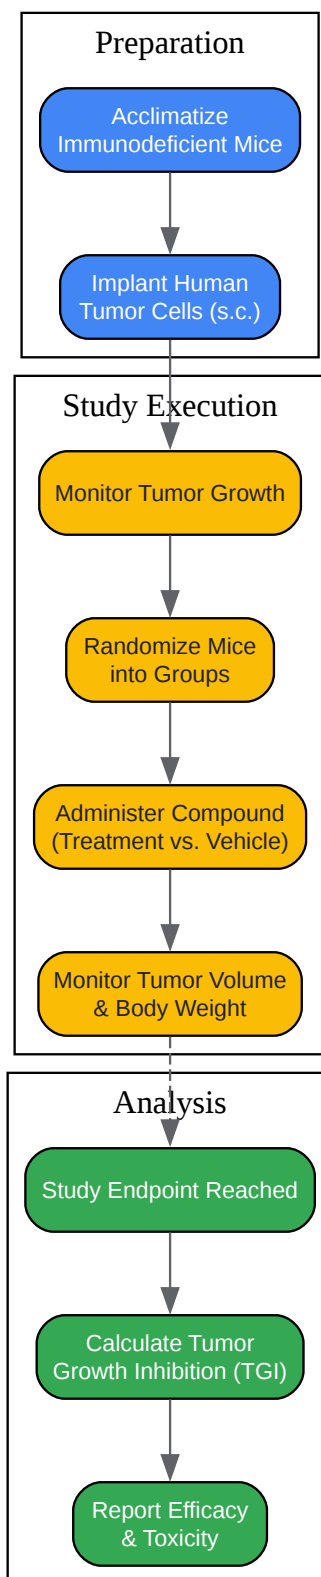 Preparation
Acclimatize
Immunodeficient Mice
Implant Human
Tumor Cells (s.c.)
Study Execution
Monitor Tumor Growth
Randomize Mice
into Groups
Administer Compound
(Treatment vs. Vehicle)
Monitor Tumor Volume
& Body Weight
Analysis
Study Endpoint Reached
Calculate Tumor
Growth Inhibition (TGI)
Report Efficacy
& Toxicity